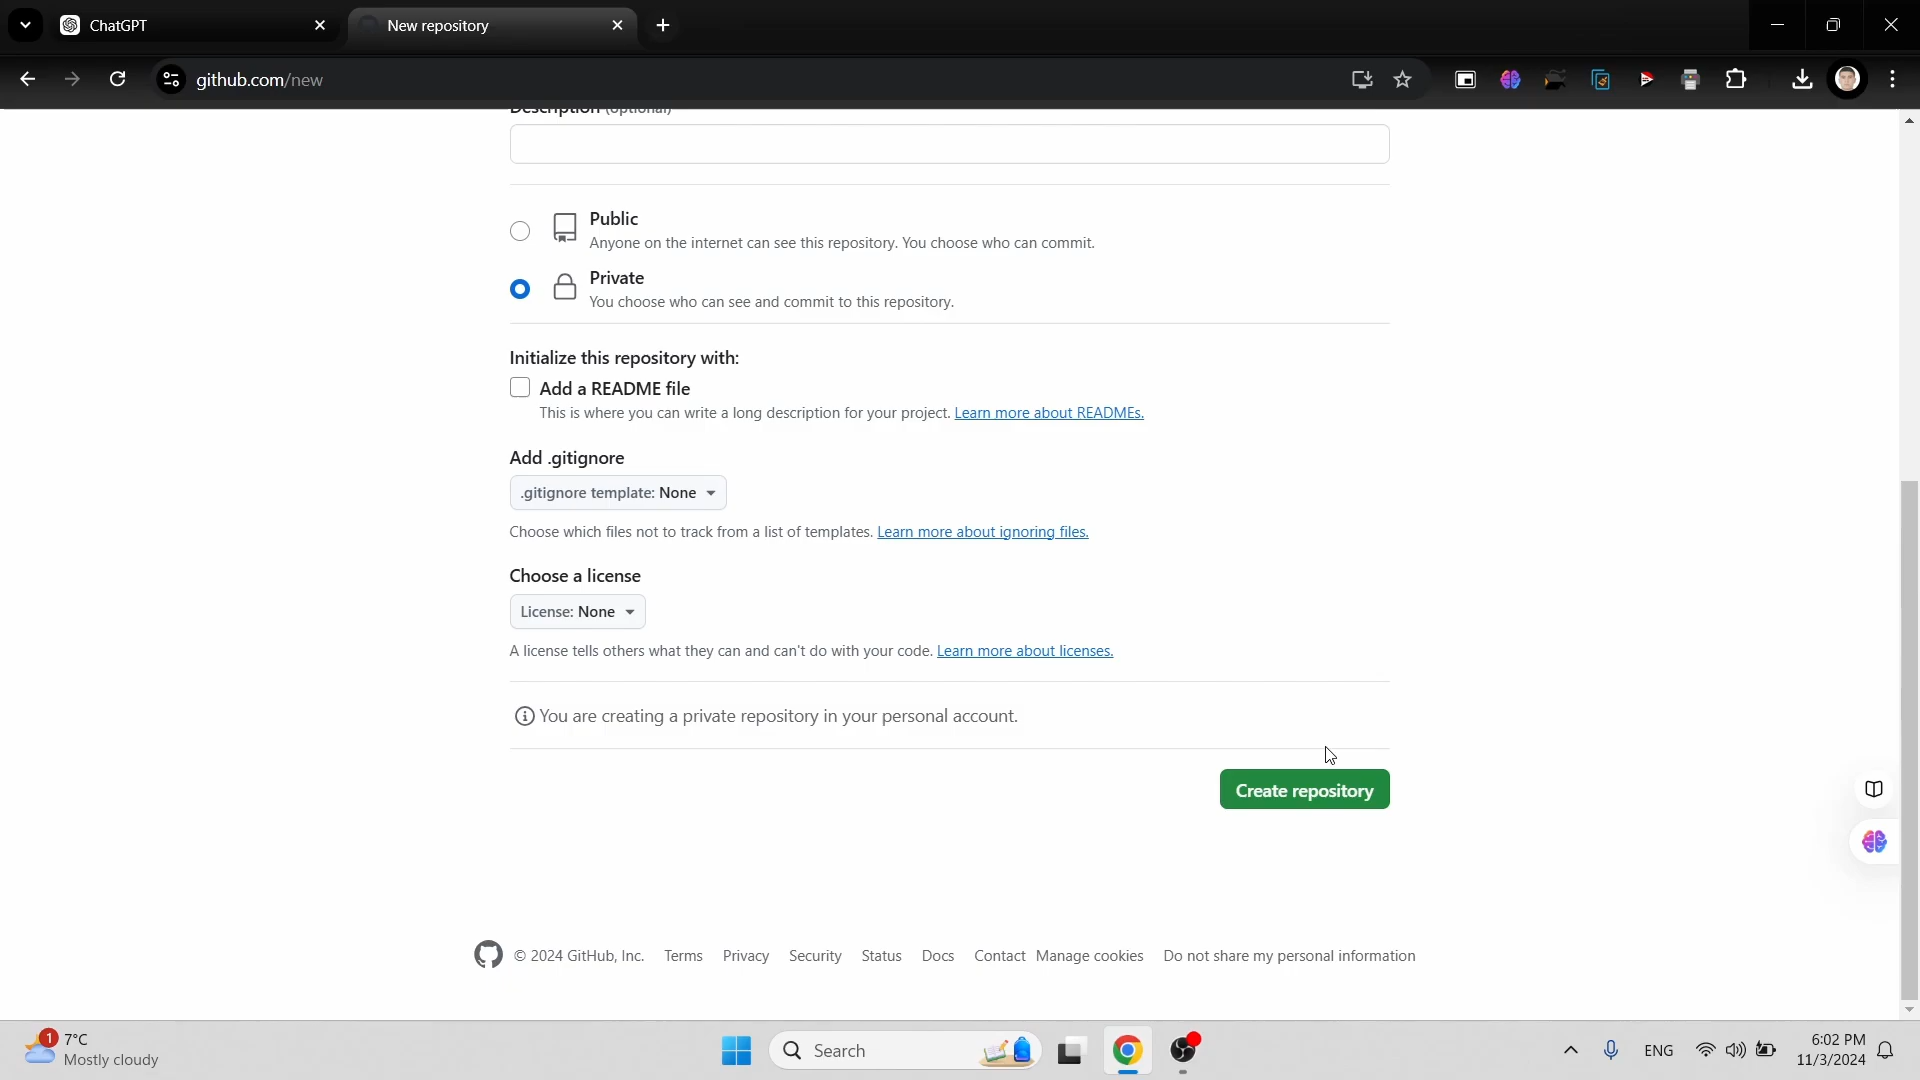 ChatGPT
New repository
github.com/new
Description (optional)
Public
Anyone on the internet can see this repository. You choose who can commit.
Private
You choose who can see and commit to this repository.
Initialize this repository with:
Add a README file
This is where you can write a long description for your project. Learn more about READMEs.
Add .gitignore
.gitignore template: None
Choose which files not to track from a list of templates. Learn more about ignoring files.
Choose a license
License: None
A license tells others what they can and can't do with your code. Learn more about licenses.
You are creating a private repository in your personal account.
Create repository
© 2024 GitHub, Inc. Terms Privacy Security Status Docs Contact Manage cookies Do not share my personal information
1
7°C
Mostly cloudy
Search
ENG
6:02 PM
11/3/2024